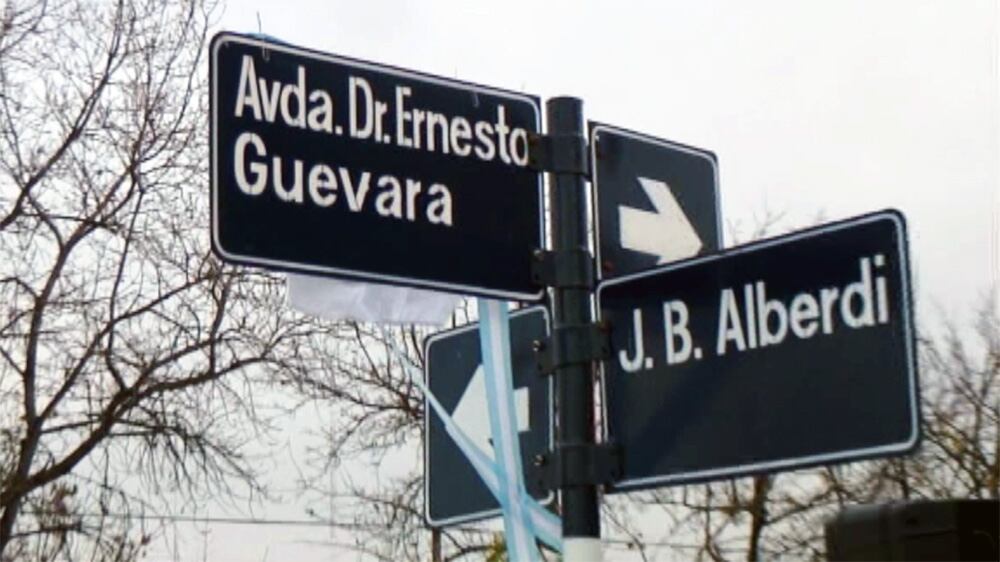 Avda. Dr. Ernesto
Guevara
J. B. Alberdi